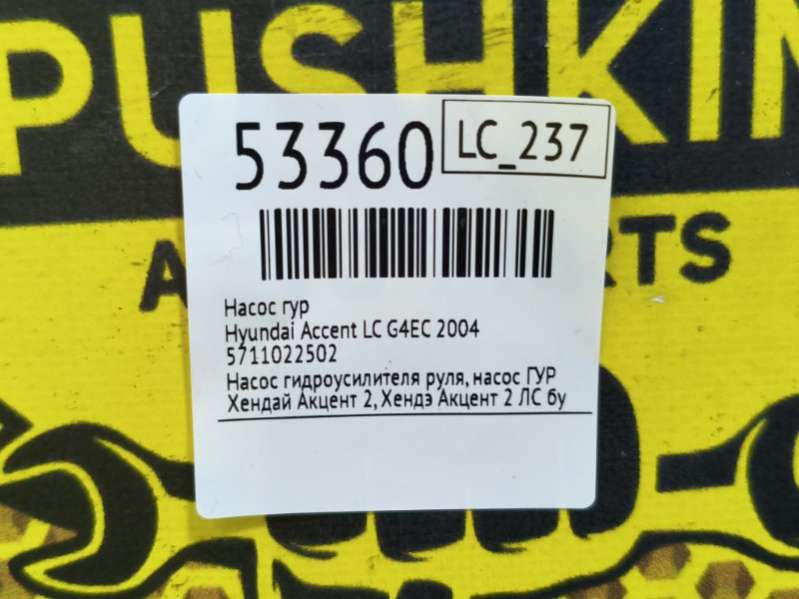 PUSHKIN
53360
LC_237
Насос гур
Hyundai Accent LC G4EC 2004
5711022502
Насос гидроусилителя руля, насос ГУР
Хендай Акцент 2, Хендэ Акцент 2 ЛС бу